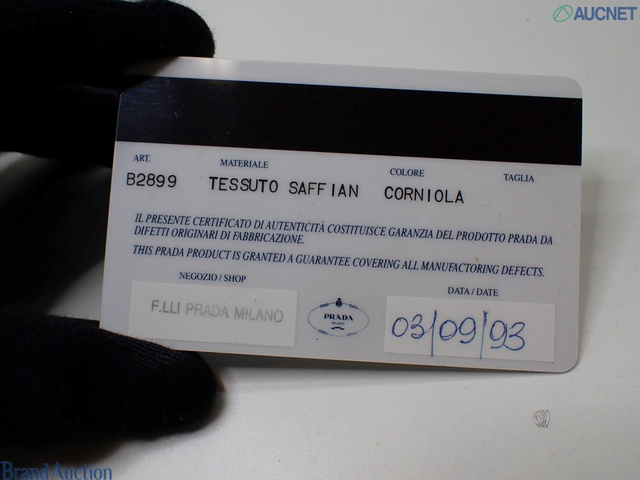 AUCNET
ART. MATERIALE COLORE TAGLIA
B2899 TESSUTO SAFFIAN CORNIOLA
IL PRESENTE CERTIFICATO DI AUTENTICITÀ COSTITUISCE GARANZIA DEL PRODOTTO PRADA DA
DIFETTI ORIGINARI DI FABBRICAZIONE.
THIS PRADA PRODUCT IS GRANTED A GUARANTEE COVERING ALL MANUFACTORING DEFECTS.
NEGOZIO / SHOP DATA / DATE
F.LLI PRADA MILANO
PRADA
MILANO
03/09/93
Brand Auction